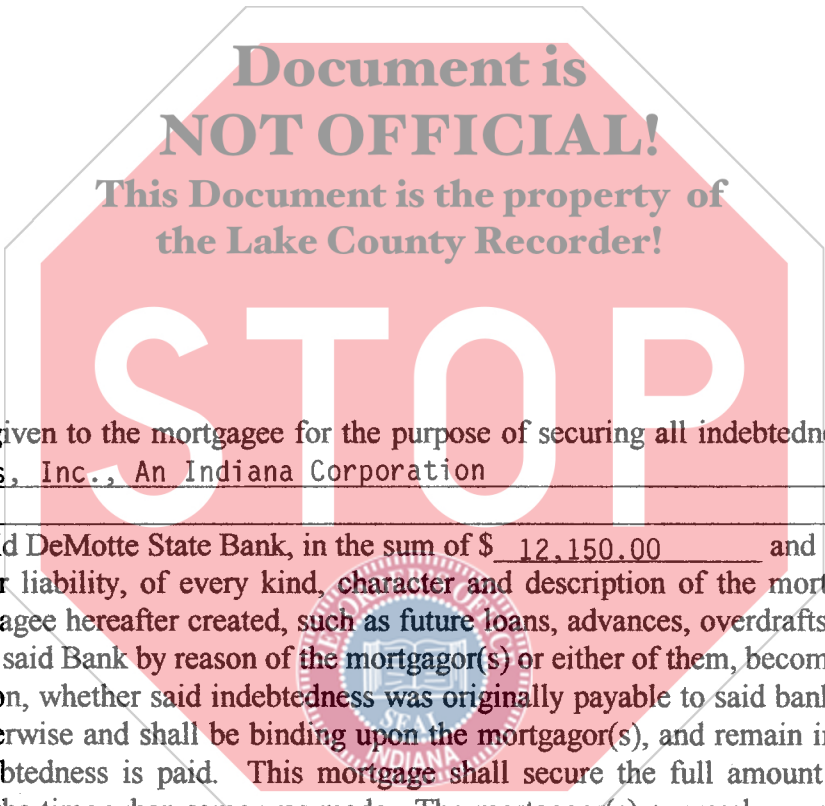 Document is
NOT OFFICIAL!
This Document is the property of
the Lake County Recorder!
STOP
given to the mortgagee for the purpose of securing all
s, Inc., An Indiana Corporation
DeMotte State Bank, in the sum of $ 12,150.00 and
liability, of every kind, character and description of the
agee hereafter created, such as future loans, advances, overdrafts
said Bank by reason of the mortgagor(s) or either of them,
on, whether said indebtedness was originally payable to said bank
erwise and shall be binding upon the mortgagor(s), and remain
btedness is paid. This mortgage shall secure the full amount
SEAL
INDIANA